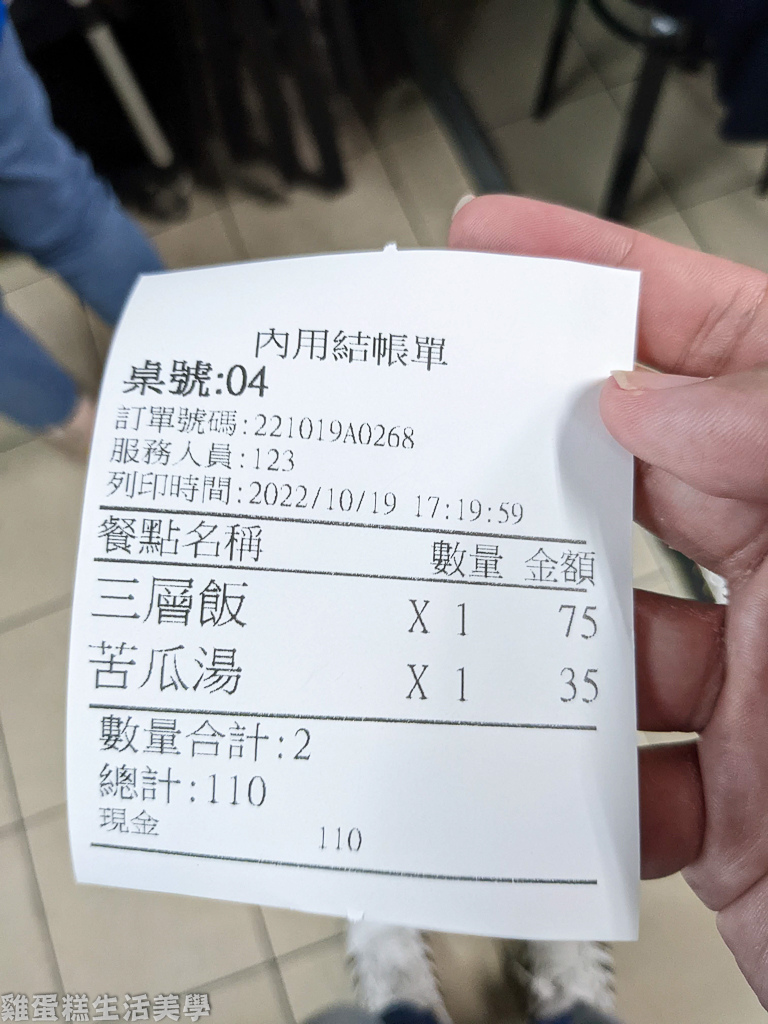 內用結帳單
桌號:04
訂單號碼:221019A0268
服務人員:123
列印時間:2022/10/19 17:19:59
餐點名稱 數量 金額
三層飯 X 1 75
苦瓜湯 X 1 35
數量合計:2
總計:110
現金 110
雞蛋糕生活美學